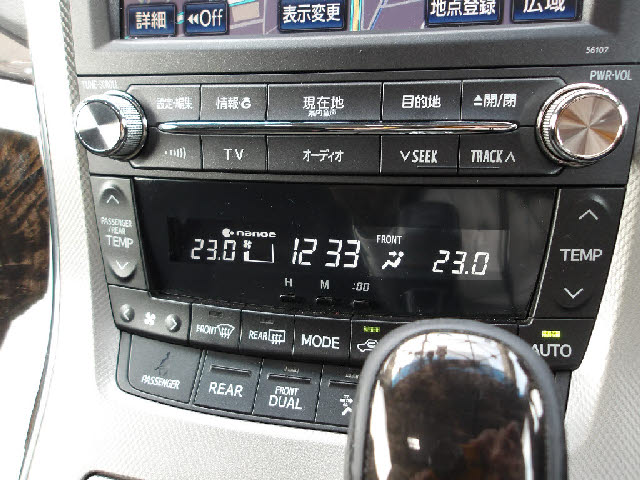 詳細 ◀◀Off 表示変更 地点登録 広域
56107
PWR・VOL
設定・編集 情報 現在地 目的地 ▲開/閉
TV オーディオ ∨SEEK TRACK∧
PASSENGER
/REAR
TEMP
nanoe
23.0 12 33 FRONT 23.0
H M :00
TEMP
FRONT REAR MODE AUTO
PASSENGER REAR FRONT
DUAL